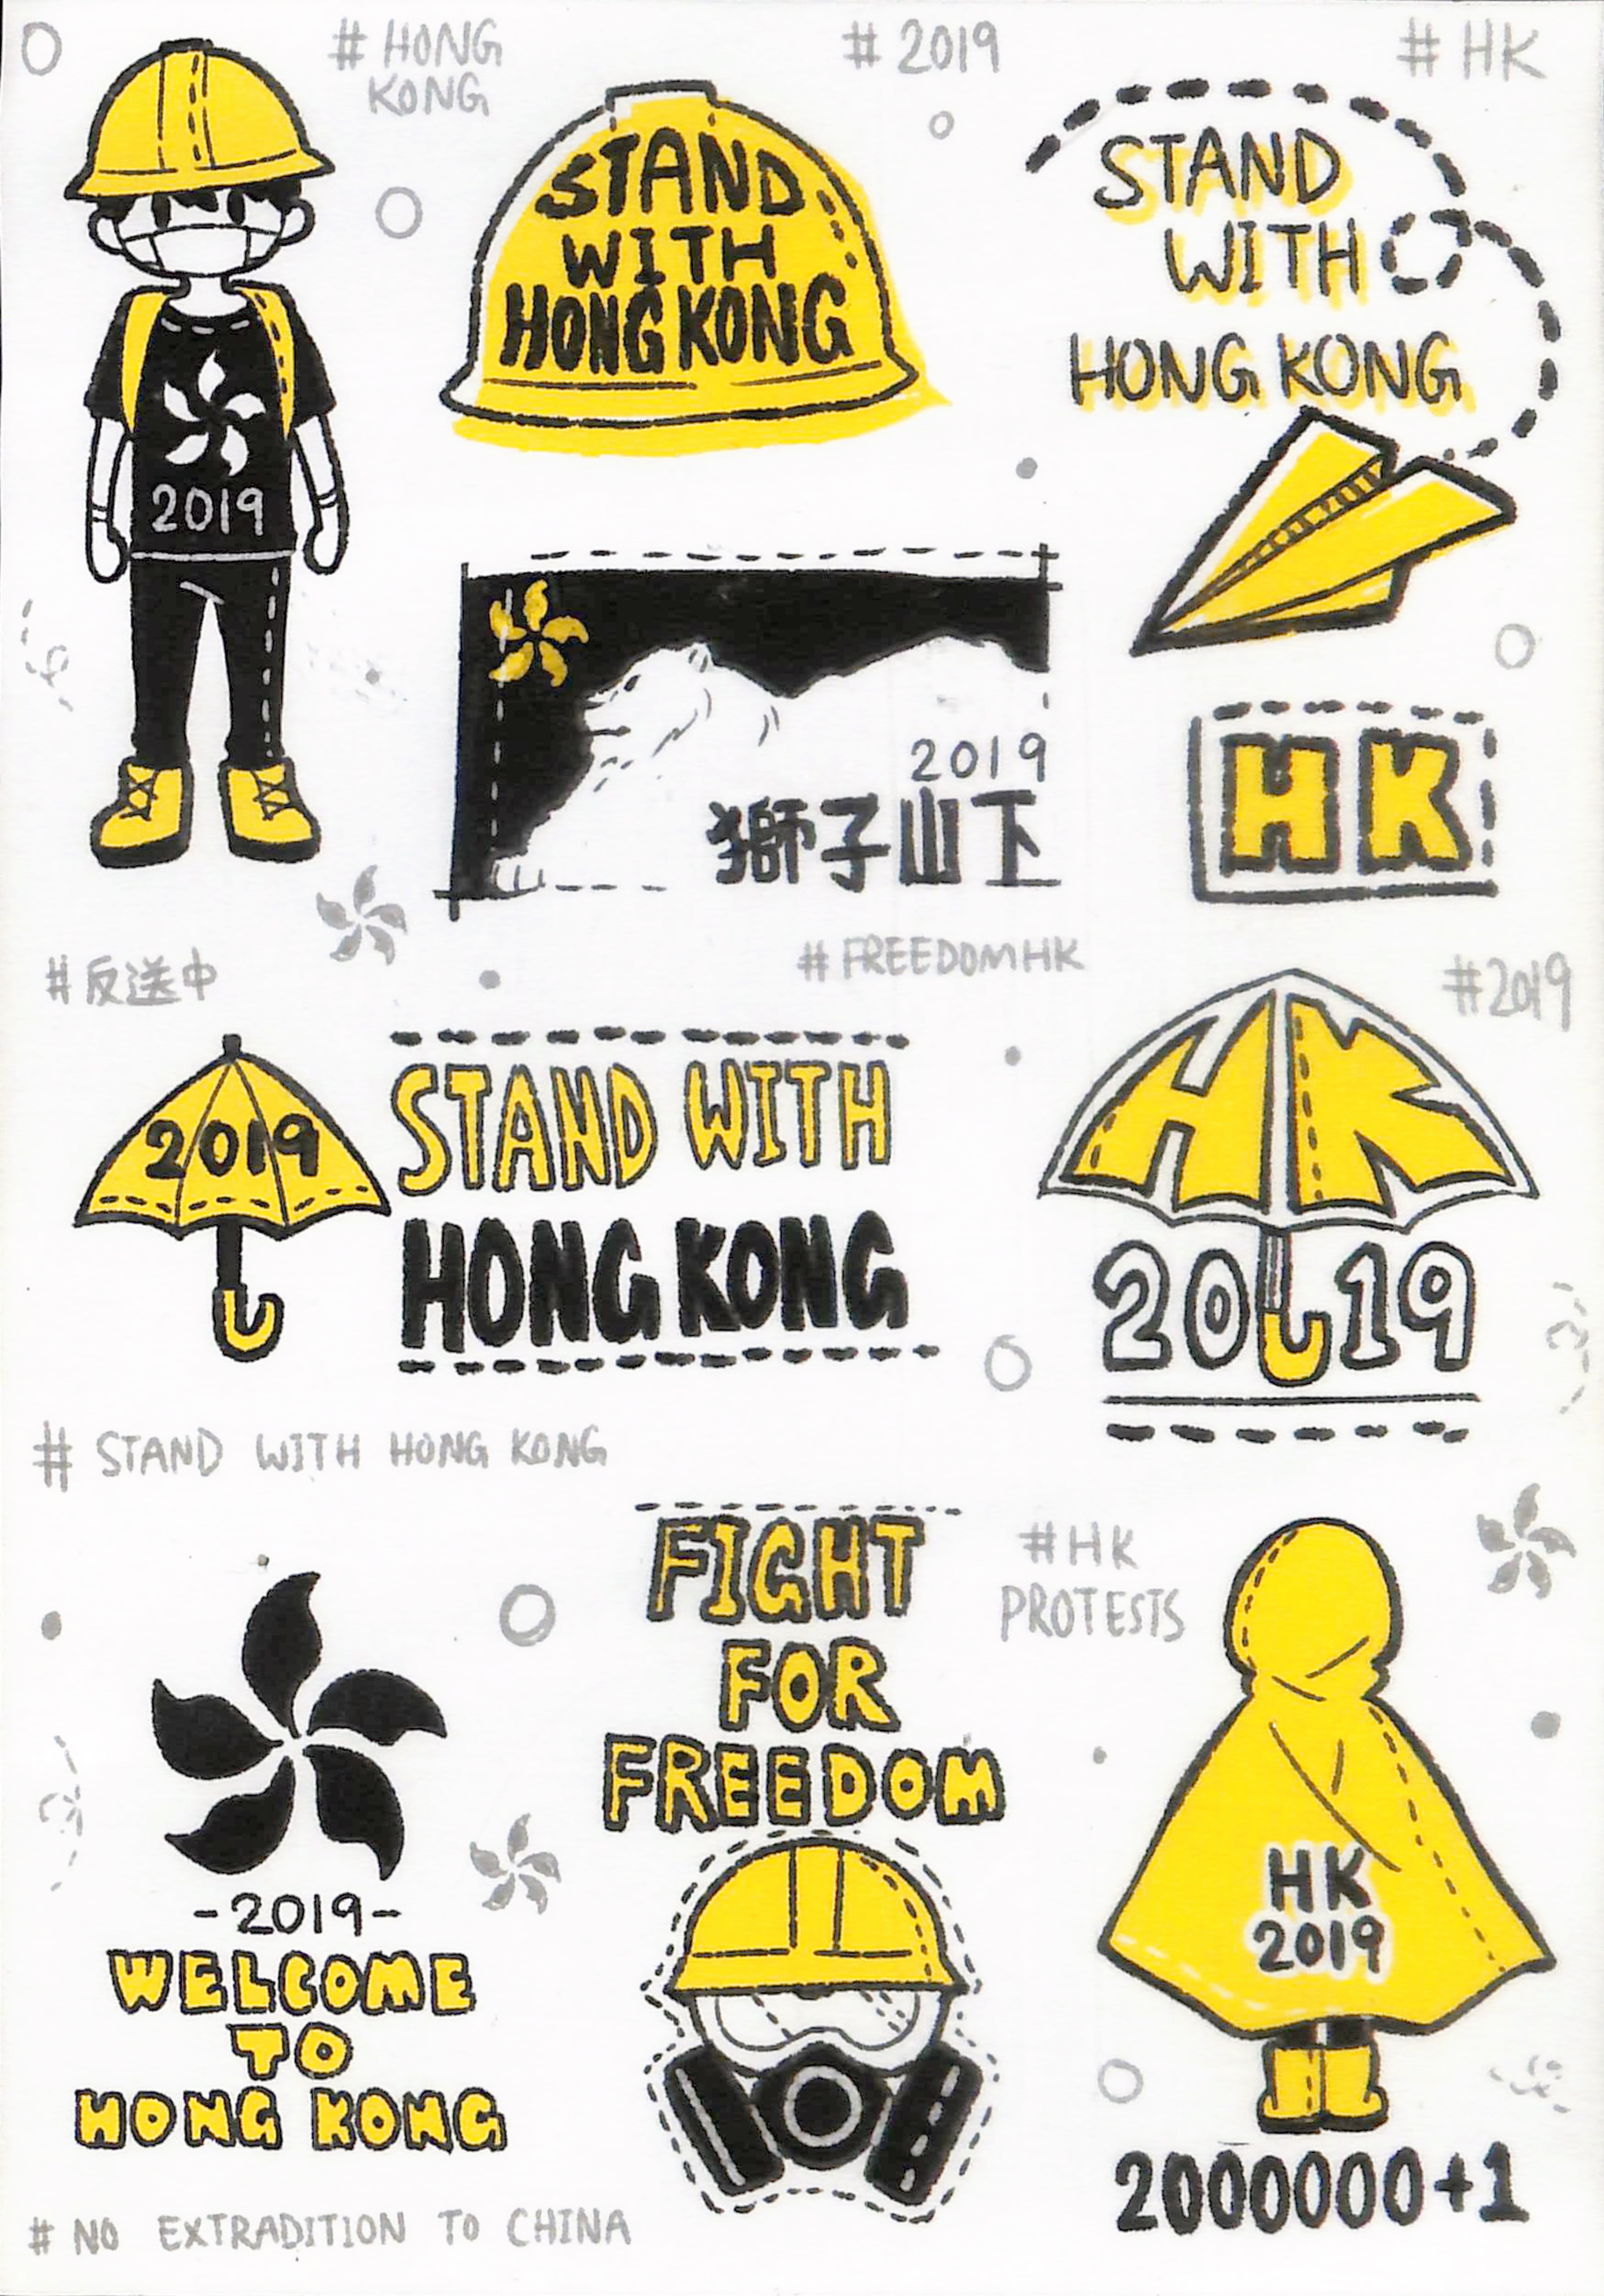 # HONG
KONG
# 2019
# HK
STAND
WITH
HONG KONG
STAND
WITH
HONG KONG
2019
2019
獅子山下
HK
#反送中
# FREEDOMHK
#2019
2019
STAND WITH
HONG KONG
HK
2019
# STAND WITH HONG KONG
FIGHT
FOR
FREEDOM
#HK
PROTESTS
-2019-
WELCOME
TO
HONG KONG
HK
2019
2000000+1
# NO EXTRADITION TO CHINA